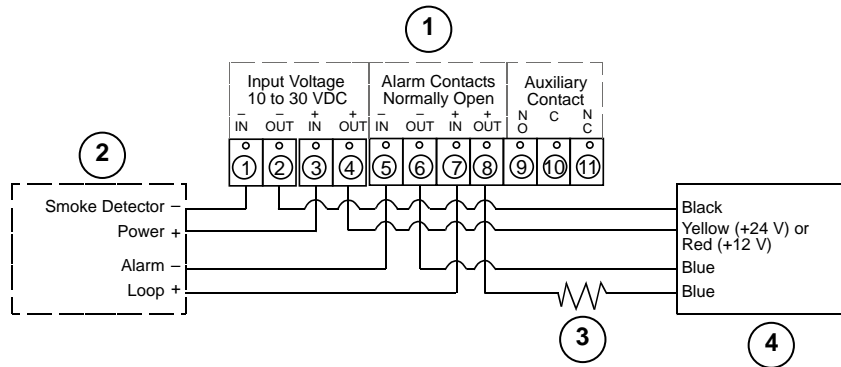 1
Input Voltage
10 to 30 VDC
Alarm Contacts
Normally Open
Auxiliary
Contact
– IN
– OUT
+ IN
+ OUT
– IN
– OUT
+ IN
+ OUT
NO
C
NC
1 2 3 4 5 6 7 8 9 10 11
2
Smoke Detector –
Power +
Alarm –
Loop +
Black
Yellow (+24 V) or
Red (+12 V)
Blue
Blue
3
4